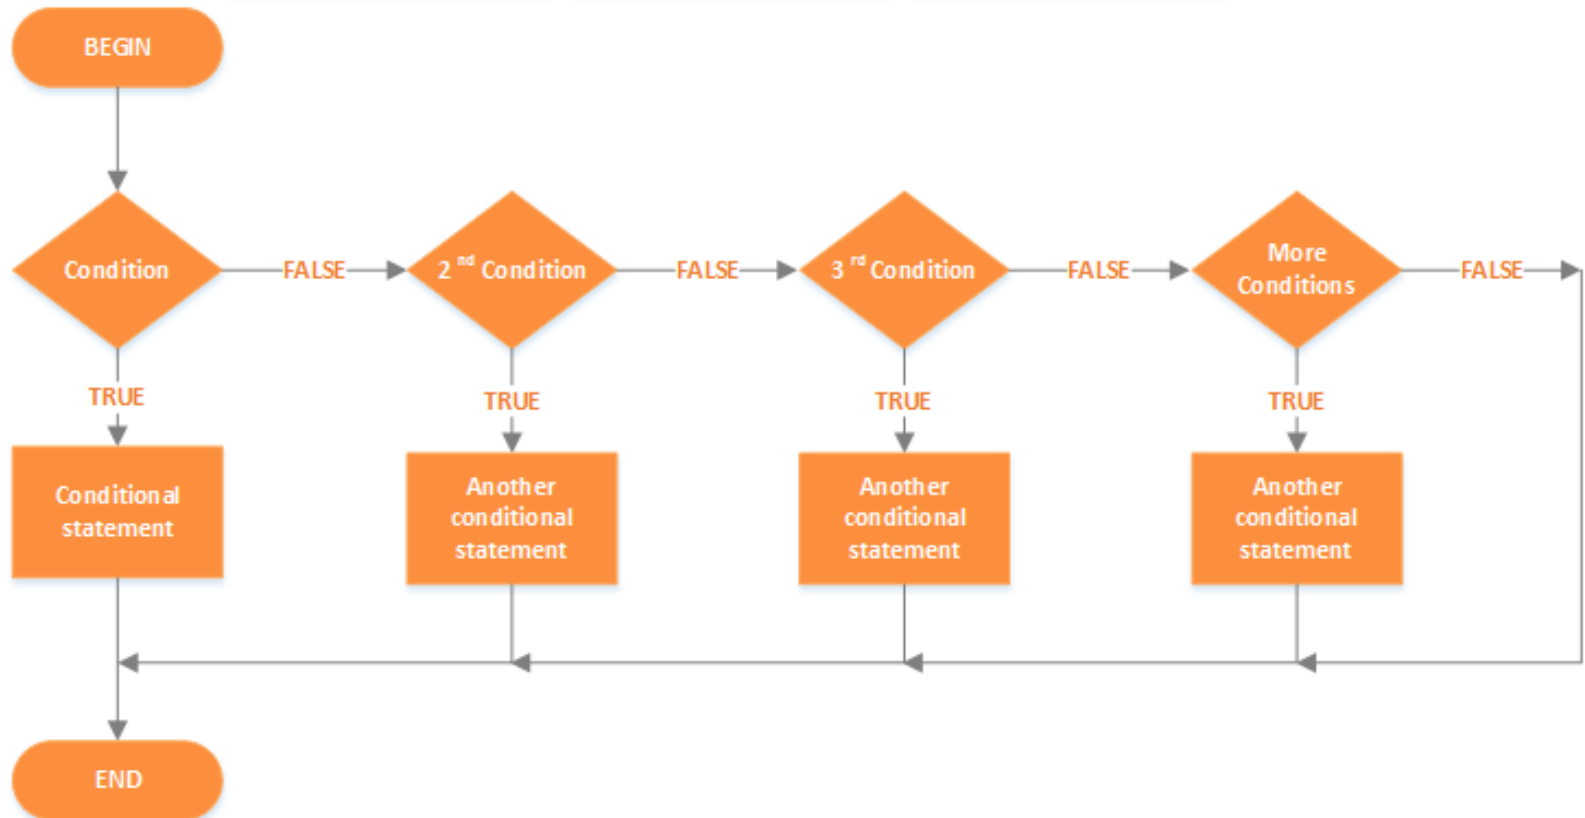 BEGIN
Condition
FALSE
2 nd Condition
FALSE
3 rd Condition
FALSE
More
Conditions
FALSE
TRUE
TRUE
TRUE
TRUE
Conditional
statement
Another
conditional
statement
Another
conditional
statement
Another
conditional
statement
END